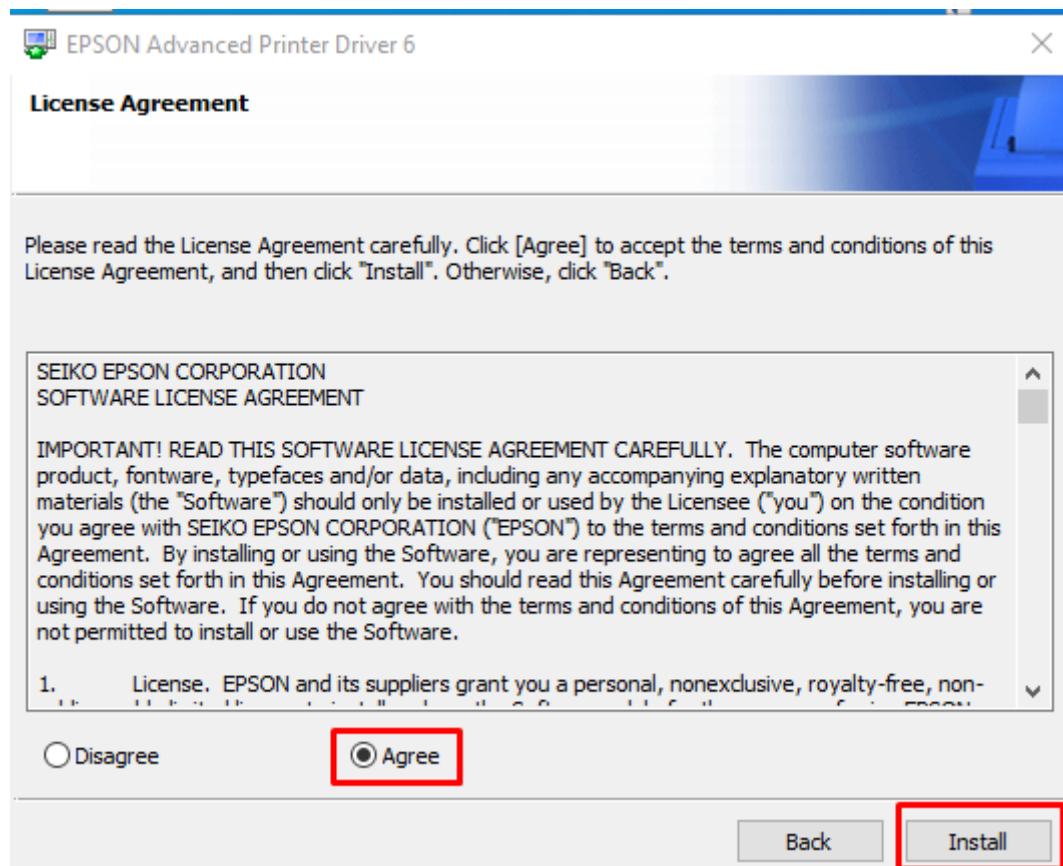 EPSON Advanced Printer Driver 6
License Agreement
Please read the License Agreement carefully. Click [Agree] to accept the terms and conditions of this
License Agreement, and then click "Install". Otherwise, click "Back".
SEIKO EPSON CORPORATION
SOFTWARE LICENSE AGREEMENT
IMPORTANT! READ THIS SOFTWARE LICENSE AGREEMENT CAREFULLY.  The computer software
product, fontware, typefaces and/or data, including any accompanying explanatory written
materials (the "Software") should only be installed or used by the Licensee ("you") on the condition
you agree with SEIKO EPSON CORPORATION ("EPSON") to the terms and conditions set forth in this
Agreement.  By installing or using the Software, you are representing to agree all the terms and
conditions set forth in this Agreement.  You should read this Agreement carefully before installing or
using the Software.  If you do not agree with the terms and conditions of this Agreement, you are
not permitted to install or use the Software.
1. License.  EPSON and its suppliers grant you a personal, nonexclusive, royalty-free, non-
Disagree
Agree
Back
Install